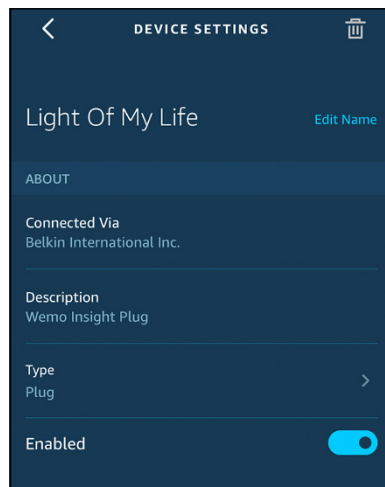 DEVICE SETTINGS
Light Of My Life
Edit Name
ABOUT
Connected Via
Belkin International Inc.
Description
Wemo Insight Plug
Type
Plug
Enabled